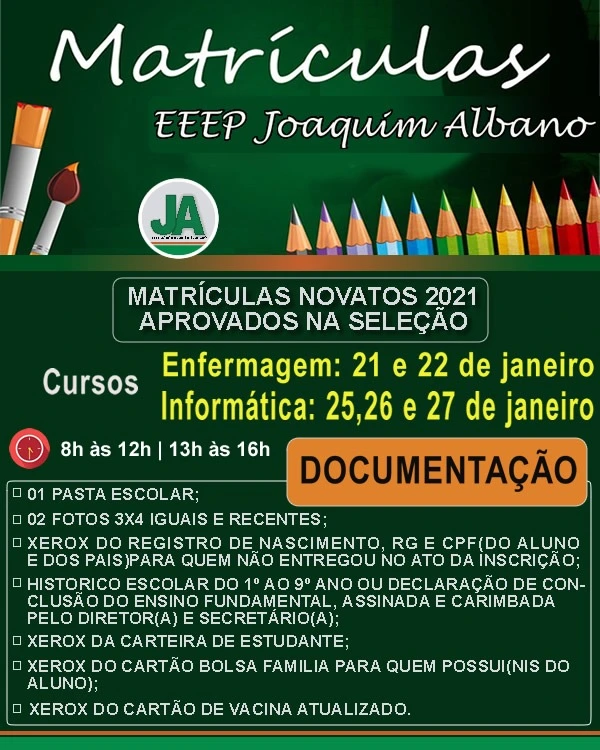 Matrículas
EEEP Joaquim Albano
JA
MATRÍCULAS NOVATOS 2021
APROVADOS NA SELEÇÃO
Cursos
Enfermagem: 21 e 22 de janeiro
Informática: 25,26 e 27 de janeiro
8h às 12h | 13h às 16h
DOCUMENTAÇÃO
01 PASTA ESCOLAR;
02 FOTOS 3X4 IGUAIS E RECENTES;
XEROX DO REGISTRO DE NASCIMENTO, RG E CPF(DO ALUNO
E DOS PAIS)PARA QUEM NÃO ENTREGOU NO ATO DA INSCRIÇÃO;
HISTORICO ESCOLAR DO 1º AO 9º ANO OU DECLARAÇÃO DE CON-
CLUSÃO DO ENSINO FUNDAMENTAL, ASSINADA E CARIMBADA
PELO DIRETOR(A) E SECRETÁRIO(A);
XEROX DA CARTEIRA DE ESTUDANTE;
XEROX DO CARTÃO BOLSA FAMILIA PARA QUEM POSSUI(NIS DO
ALUNO);
XEROX DO CARTÃO DE VACINA ATUALIZADO.